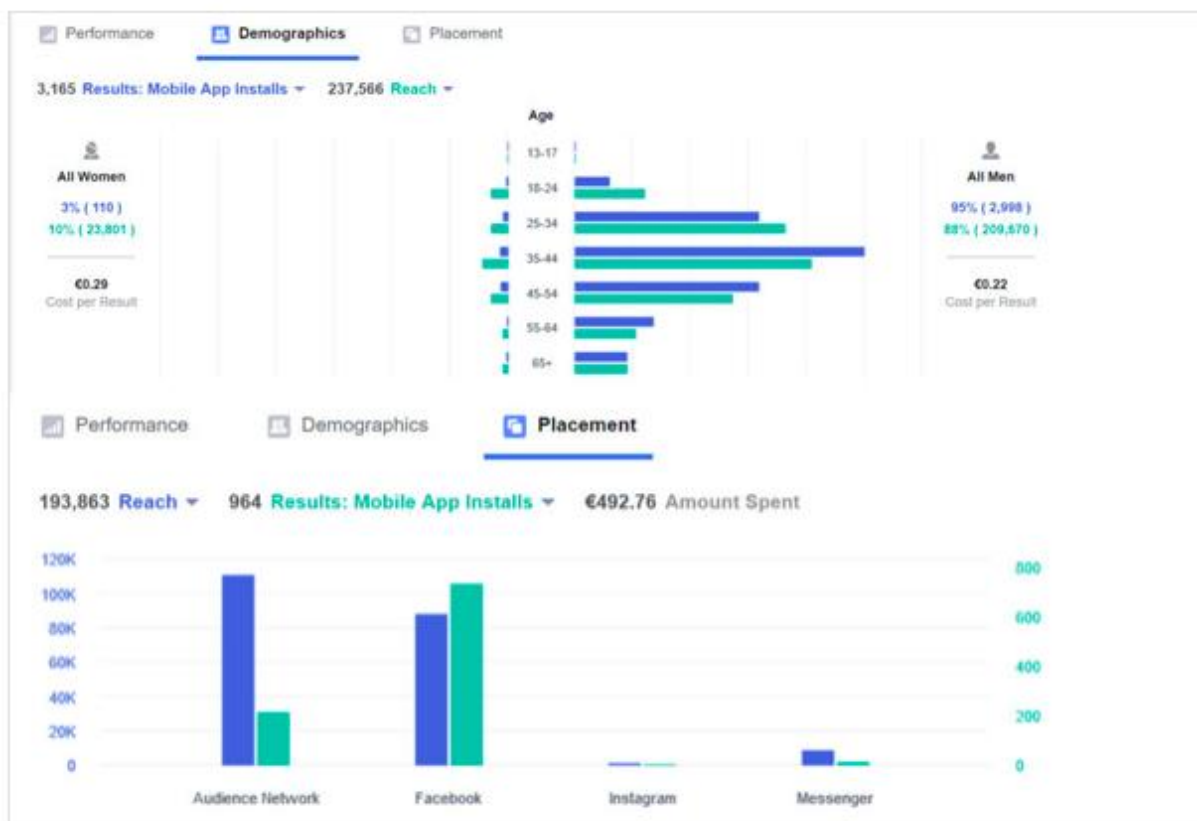 Performance Demographics Placement
3,165 Results: Mobile App Installs 237,566 Reach
Age
13-17
All Women
All Men
18-24
3% ( 110 )
95% ( 2,998 )
10% ( 23,801 )
25-34
88% ( 209,870 )
35-44
€0.29
€0.22
Cost per Result
45-54
Cost per Result
55-64
65+
Performance Demographics Placement
193,863 Reach 964 Results: Mobile App Installs €492.76 Amount Spent
120K
800
100K
600
80K
60K
400
40K
200
20K
0
0
Audience Network Facebook Instagram Messenger